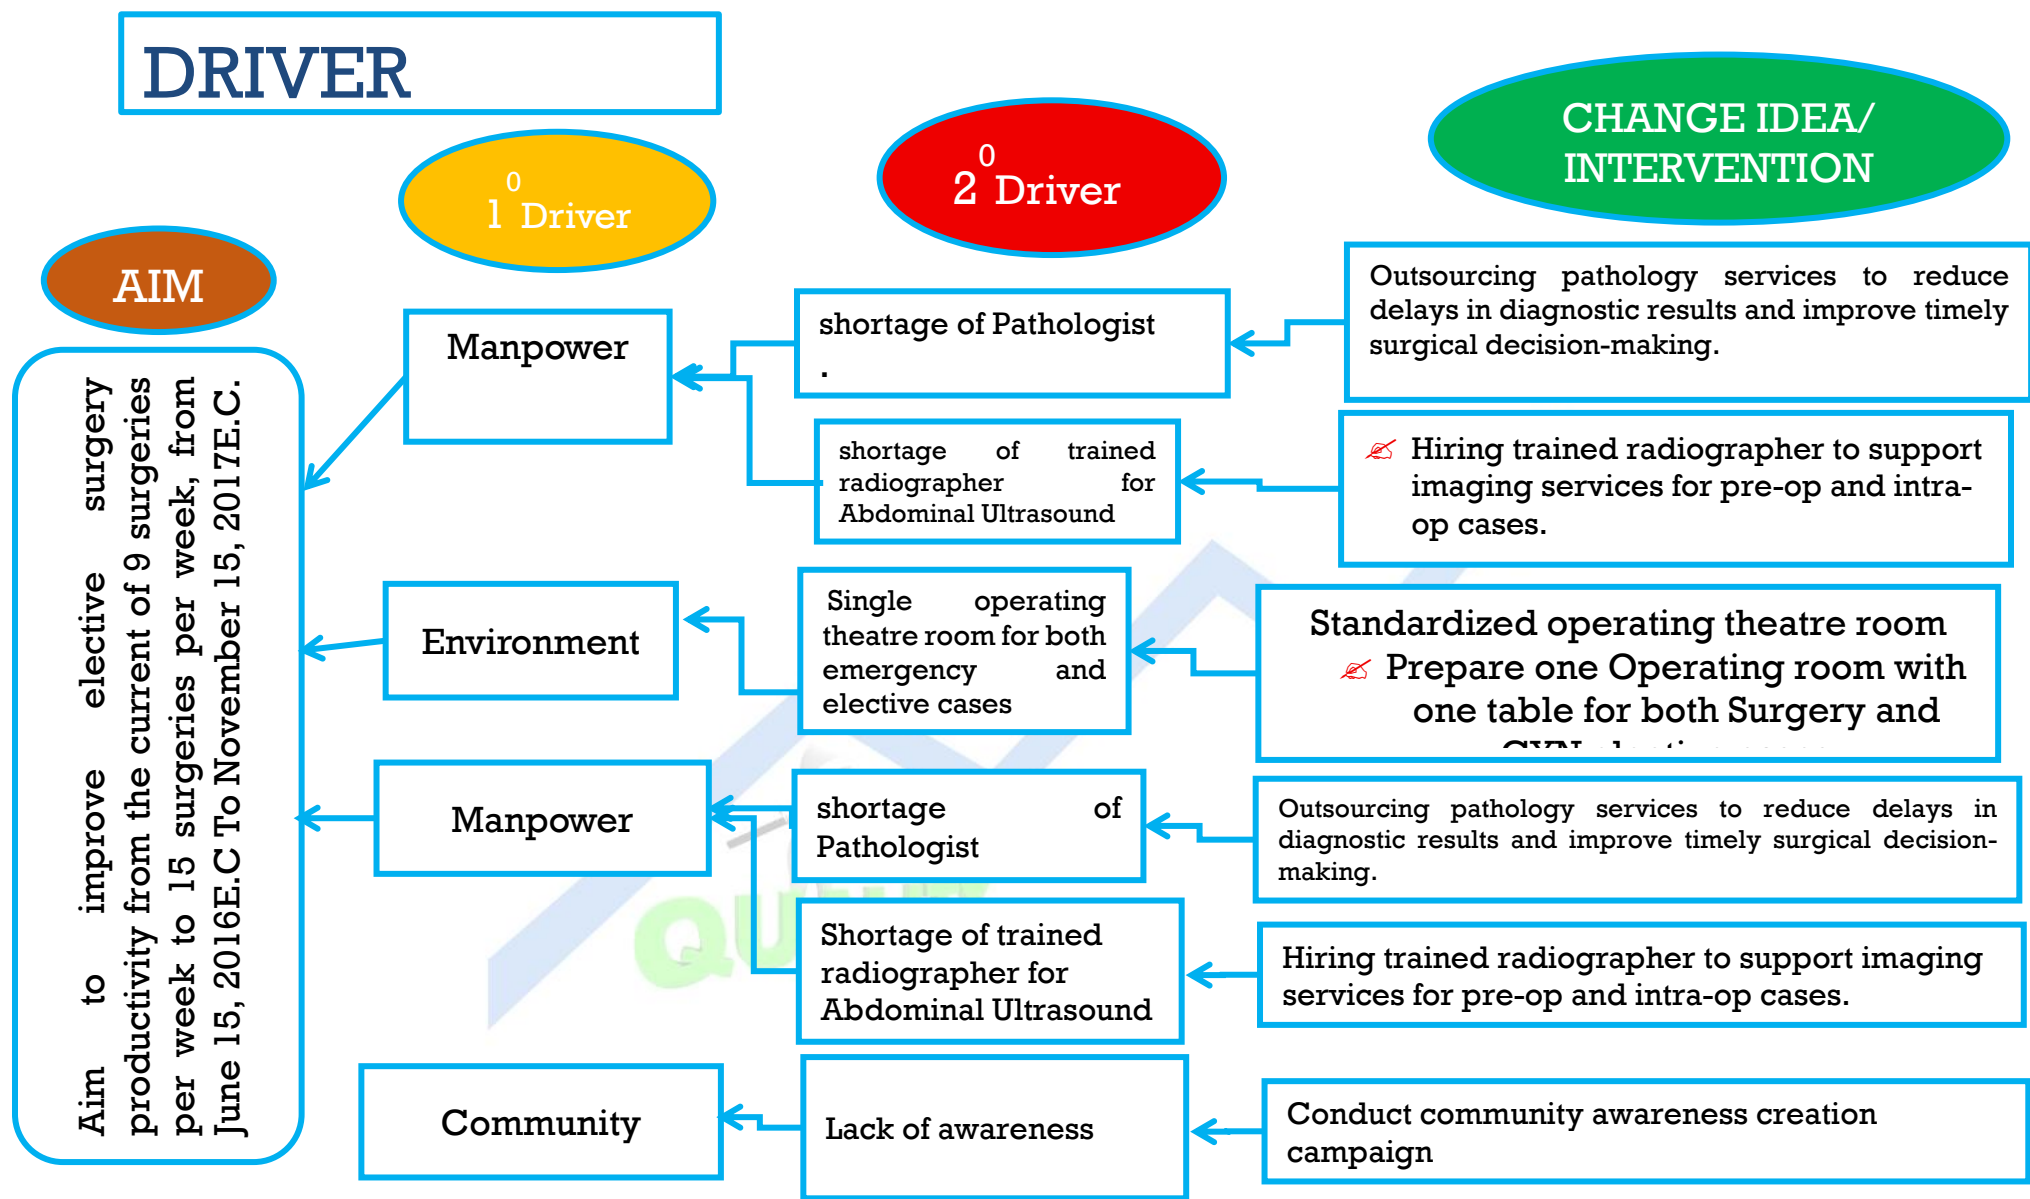 DRIVER
CHANGE IDEA/
INTERVENTION
1⁰ Driver
2⁰ Driver
AIM
Aim to improve elective surgery
productivity from the current of 9 surgeries
per week to 15 surgeries per week, from
June 15, 2016E.C To November 15, 2017E.C.
Manpower
shortage of Pathologist
.
Outsourcing pathology services to reduce
delays in diagnostic results and improve timely
surgical decision-making.
shortage of trained
radiographer for
Abdominal Ultrasound
Hiring trained radiographer to support
imaging services for pre-op and intra-
op cases.
Environment
Single operating
theatre room for both
emergency and
elective cases
Standardized operating theatre room
Prepare one Operating room with
one table for both Surgery and
Manpower
shortage of
Pathologist
Outsourcing pathology services to reduce delays in
diagnostic results and improve timely surgical decision-
making.
Shortage of trained
radiographer for
Abdominal Ultrasound
Hiring trained radiographer to support imaging
services for pre-op and intra-op cases.
Community
Lack of awareness
Conduct community awareness creation
campaign